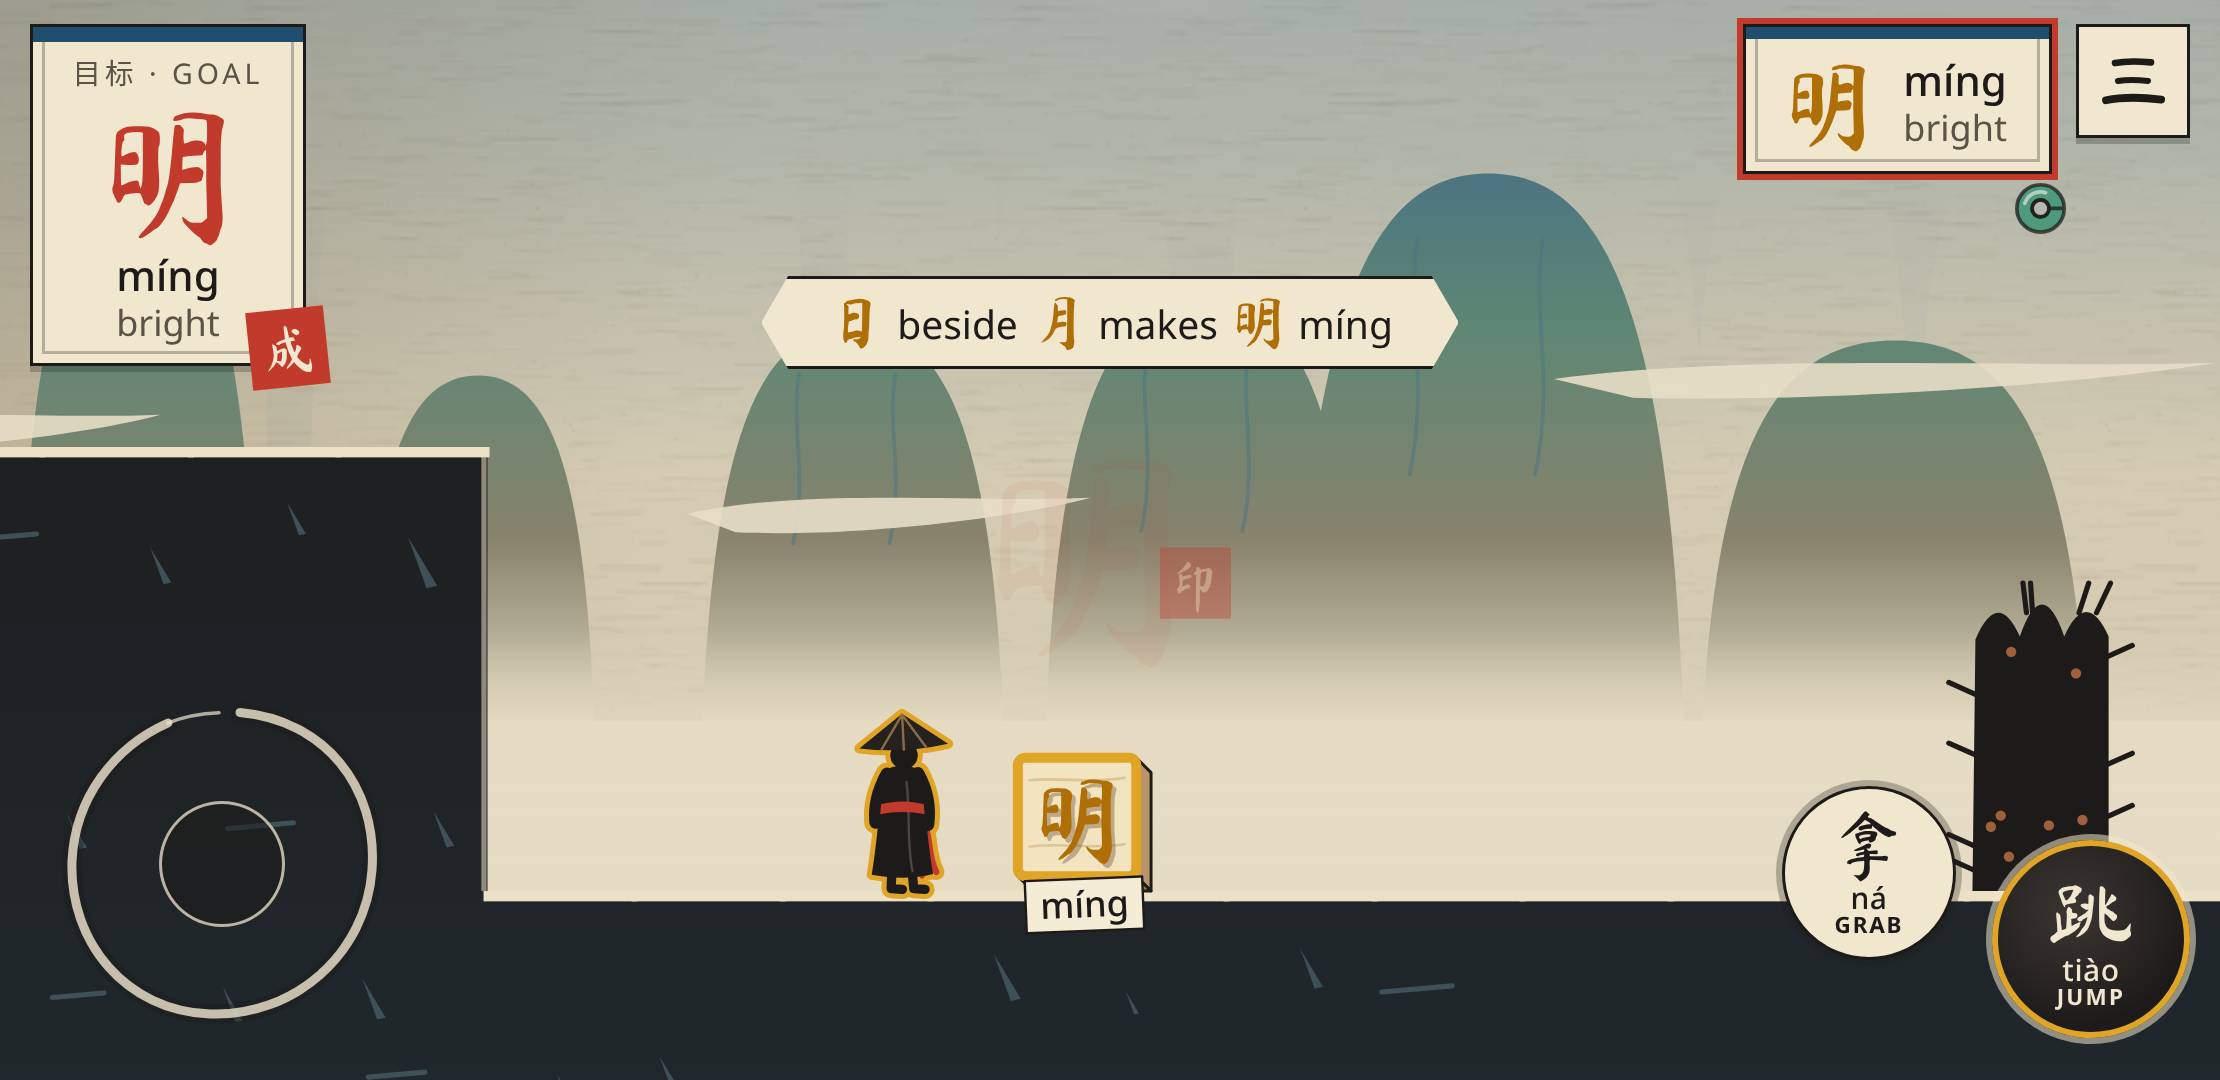 目标 · GOAL
明
míng
bright
成
明 míng
bright
三
日 beside 月 makes 明 míng
明
印
明
míng
拿
ná
GRAB
跳
tiào
JUMP